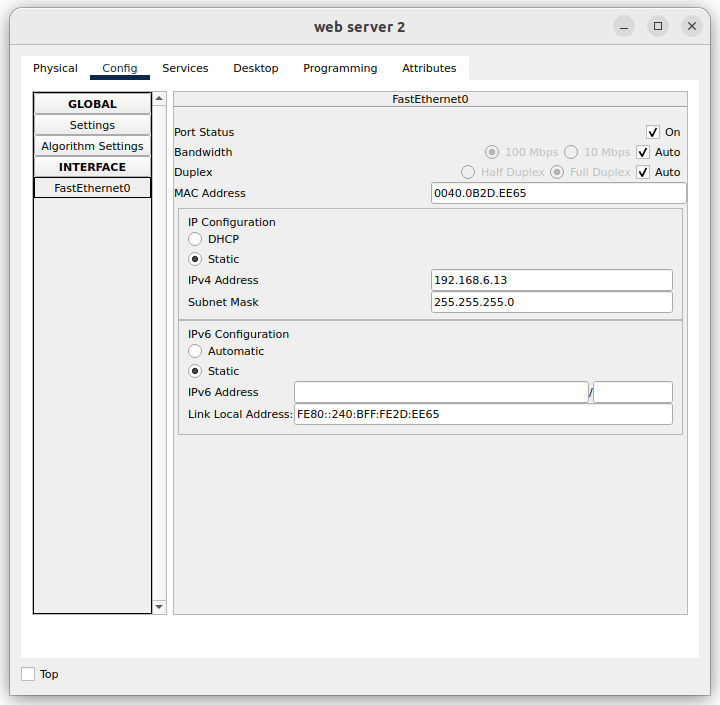 web server 2
Physical Config Services Desktop Programming Attributes
GLOBAL
Settings
Algorithm Settings
INTERFACE
FastEthernet0
FastEthernet0
Port Status On
Bandwidth 100 Mbps 10 Mbps Auto
Duplex Half Duplex Full Duplex Auto
MAC Address 0040.0B2D.EE65
IP Configuration
DHCP
Static
IPv4 Address 192.168.6.13
Subnet Mask 255.255.255.0
IPv6 Configuration
Automatic
Static
IPv6 Address /
Link Local Address: FE80::240:BFF:FE2D:EE65
Top